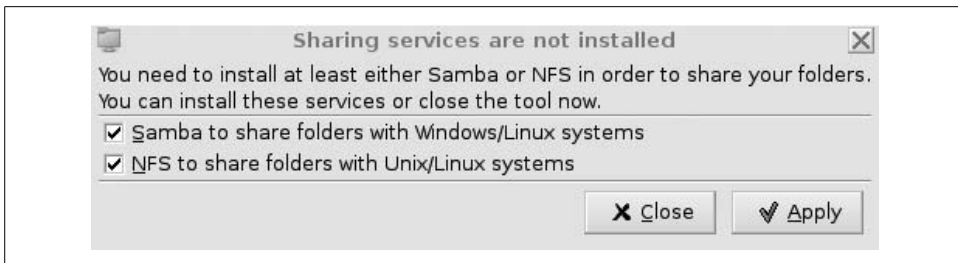 Sharing services are not installed
You need to install at least either Samba or NFS in order to share your folders.
You can install these services or close the tool now.
Samba to share folders with Windows/Linux systems
NFS to share folders with Unix/Linux systems
Close
Apply